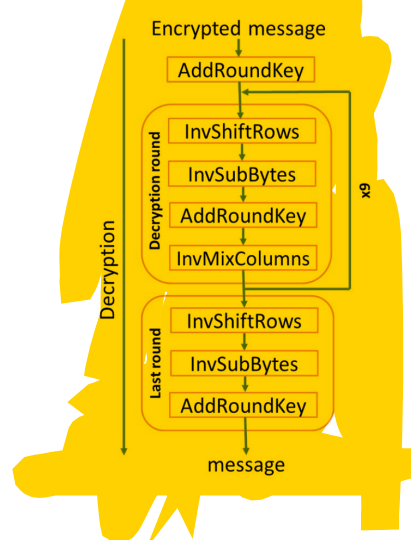 Encrypted message
AddRoundKey
InvShiftRows
InvSubBytes
AddRoundKey
InvMixColumns
Decryption round
x9
InvShiftRows
InvSubBytes
AddRoundKey
Last round
message
Decryption